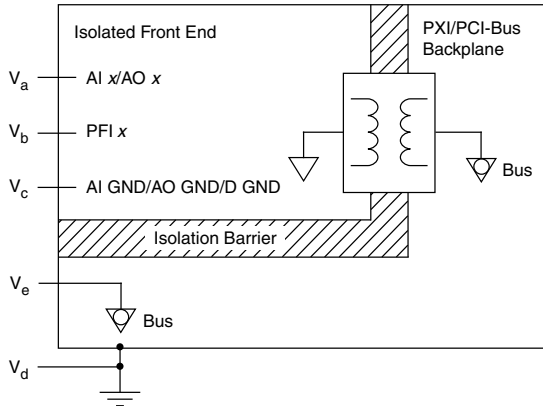 Isolated Front End
PXI/PCI-Bus
Backplane
Va
AI x/AO x
Vb
PFI x
Bus
Vc
AI GND/AO GND/D GND
Isolation Barrier
Ve
Bus
Vd